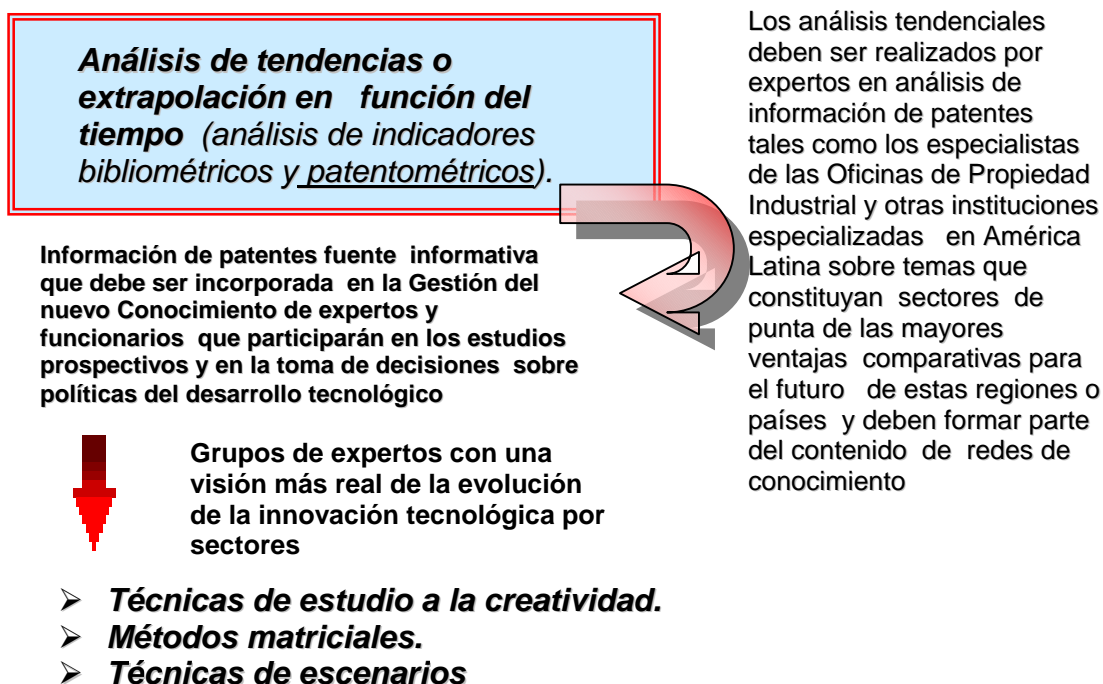 Análisis de tendencias o
extrapolación en función del
tiempo (análisis de indicadores
bibliométricos y patentométricos).
Información de patentes fuente informativa
que debe ser incorporada en la Gestión del
nuevo Conocimiento de expertos y
funcionarios que participarán en los estudios
prospectivos y en la toma de decisiones sobre
políticas del desarrollo tecnológico
Grupos de expertos con una
visión más real de la evolución
de la innovación tecnológica por
sectores
➢ Técnicas de estudio a la creatividad.
➢ Métodos matriciales.
➢ Técnicas de escenarios
Los análisis tendenciales
deben ser realizados por
expertos en análisis de
información de patentes
tales como los especialistas
de las Oficinas de Propiedad
Industrial y otras instituciones
especializadas en América
Latina sobre temas que
constituyan sectores de
punta de las mayores
ventajas comparativas para
el futuro de estas regiones o
países y deben formar parte
del contenido de redes de
conocimiento